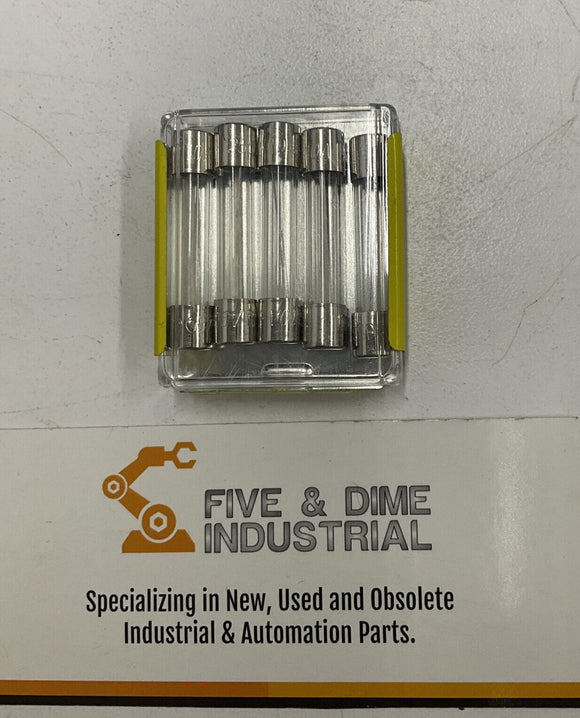 FIVE & DIME
INDUSTRIAL
Specializing in New, Used and Obsolete
Industrial & Automation Parts.